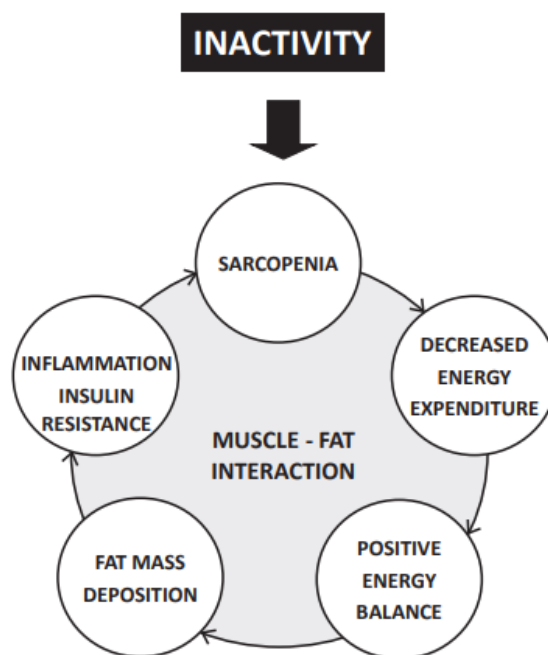 INACTIVITY
SARCOPENIA
DECREASED
ENERGY
EXPENDITURE
POSITIVE
ENERGY
BALANCE
FAT MASS
DEPOSITION
INFLAMMATION
INSULIN
RESISTANCE
MUSCLE - FAT
INTERACTION